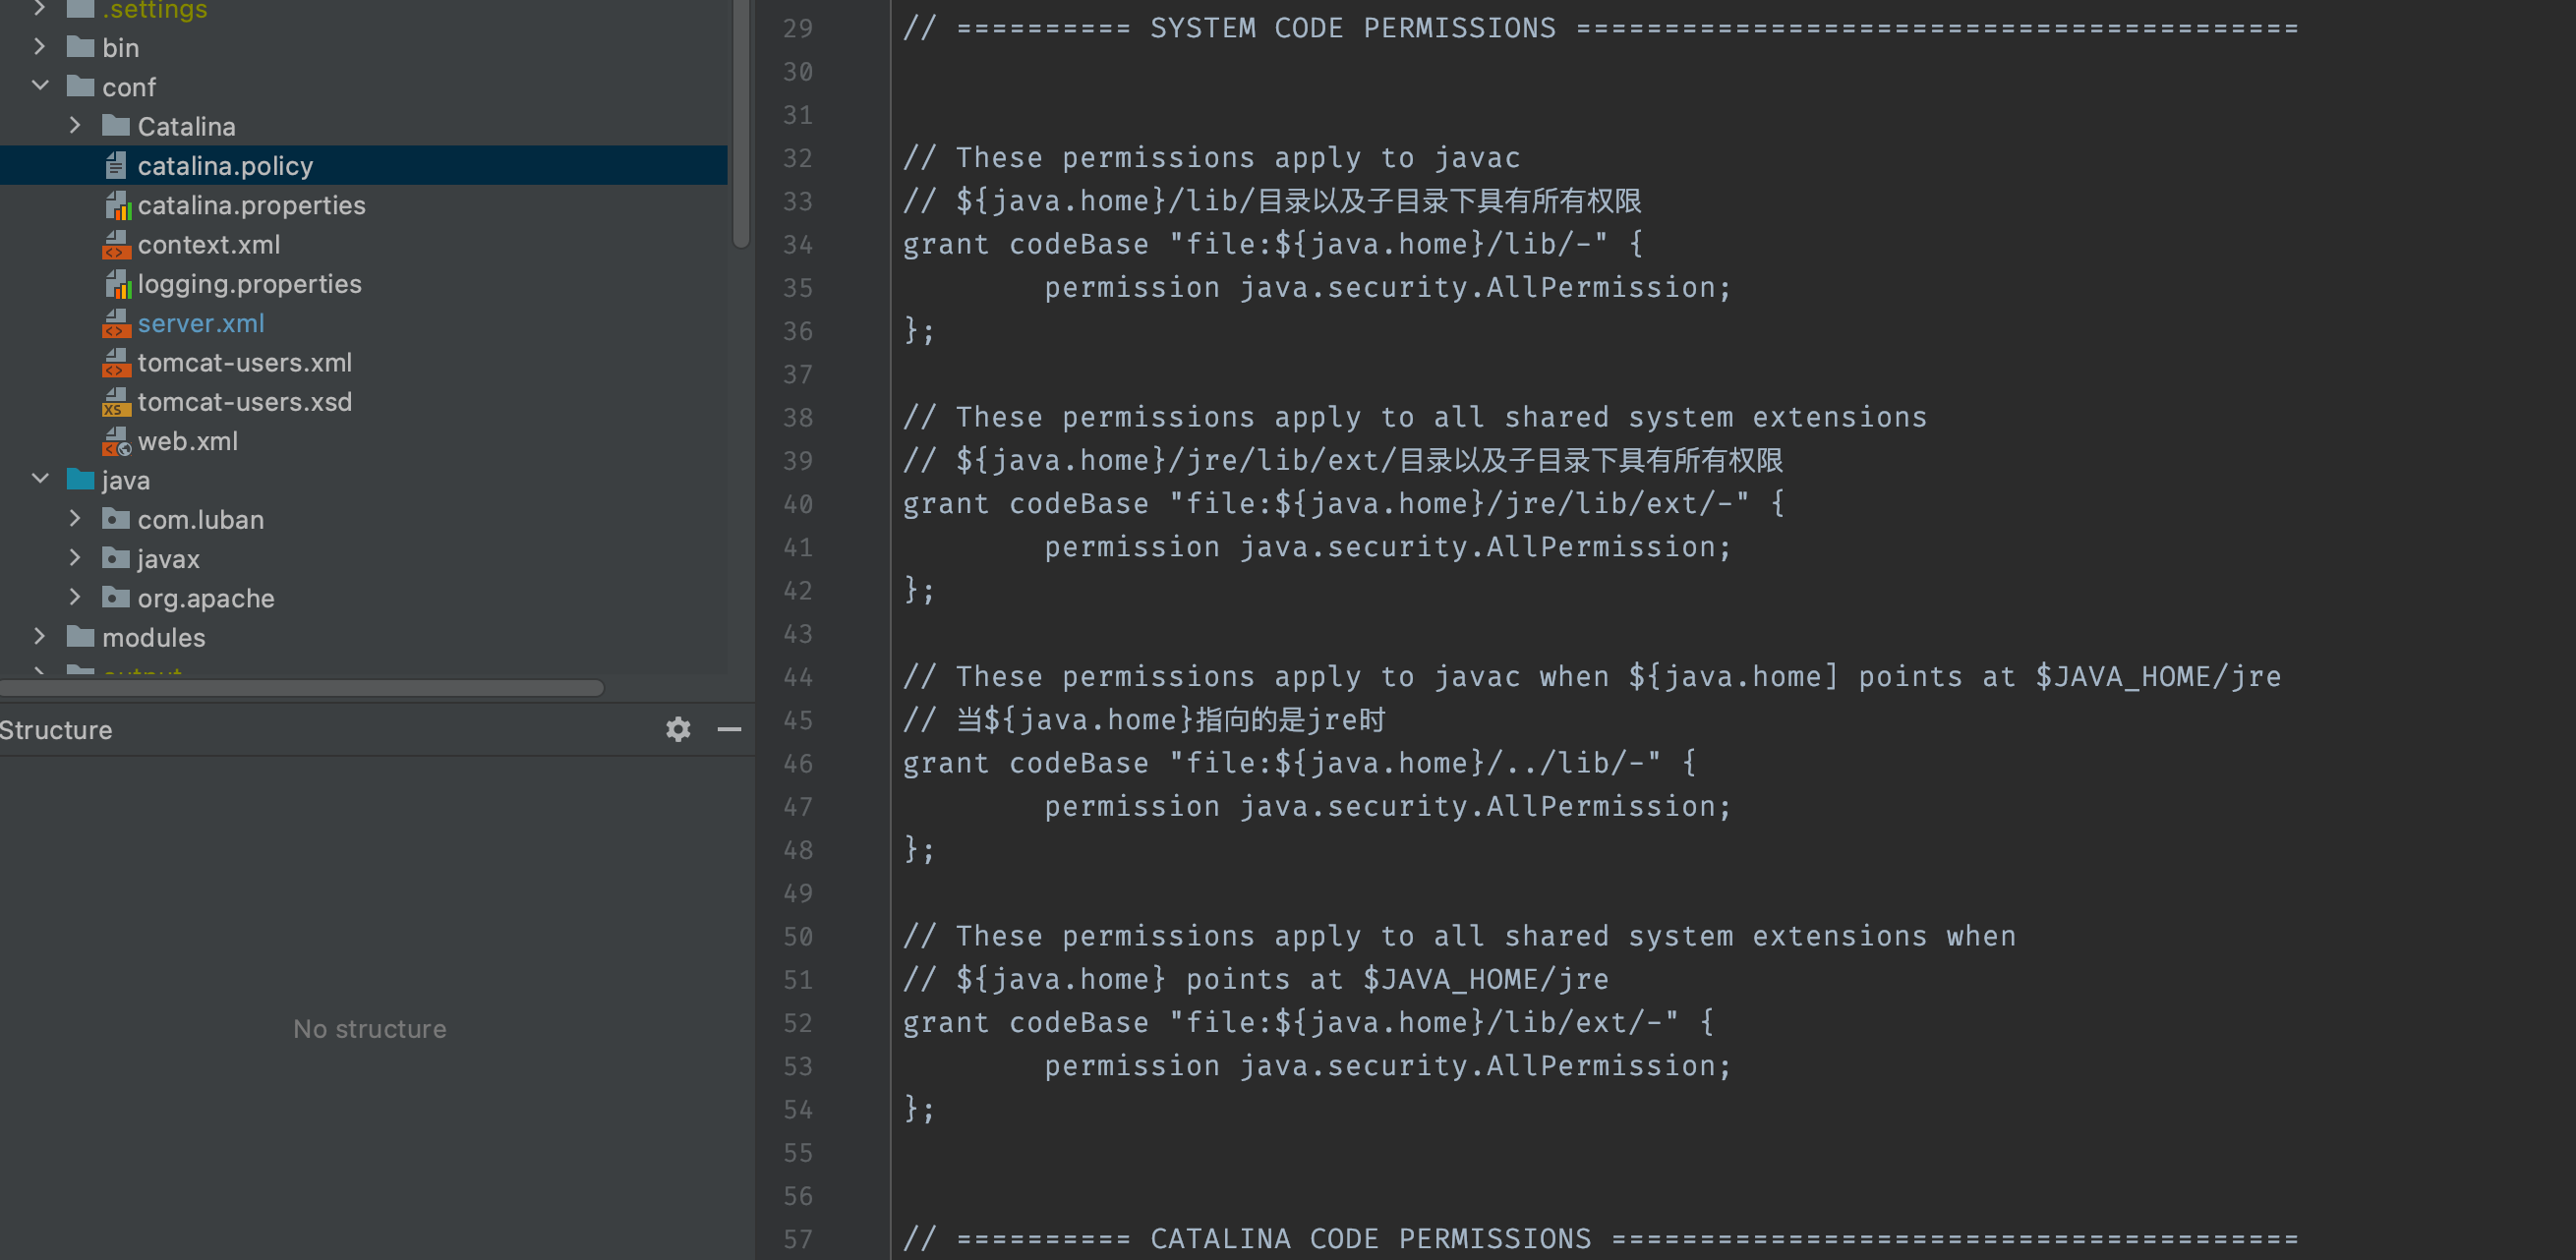 .settings
bin
conf
Catalina
catalina.policy
catalina.properties
context.xml
logging.properties
server.xml
tomcat-users.xml
tomcat-users.xsd
web.xml
java
com.luban
javax
org.apache
modules
output
Structure
No structure
29 // ========== SYSTEM CODE PERMISSIONS =========================================
30
31
32 // These permissions apply to javac
33 // ${java.home}/lib/目录以及子目录下具有所有权限
34 grant codeBase "file:${java.home}/lib/-" {
35 permission java.security.AllPermission;
36 };
37
38 // These permissions apply to all shared system extensions
39 // ${java.home}/jre/lib/ext/目录以及子目录下具有所有权限
40 grant codeBase "file:${java.home}/jre/lib/ext/-" {
41 permission java.security.AllPermission;
42 };
43
44 // These permissions apply to javac when ${java.home] points at $JAVA_HOME/jre
45 // 当${java.home}指向的是jre时
46 grant codeBase "file:${java.home}/../lib/-" {
47 permission java.security.AllPermission;
48 };
49
50 // These permissions apply to all shared system extensions when
51 // ${java.home} points at $JAVA_HOME/jre
52 grant codeBase "file:${java.home}/lib/ext/-" {
53 permission java.security.AllPermission;
54 };
55
56
57 // ========== CATALINA CODE PERMISSIONS =======================================